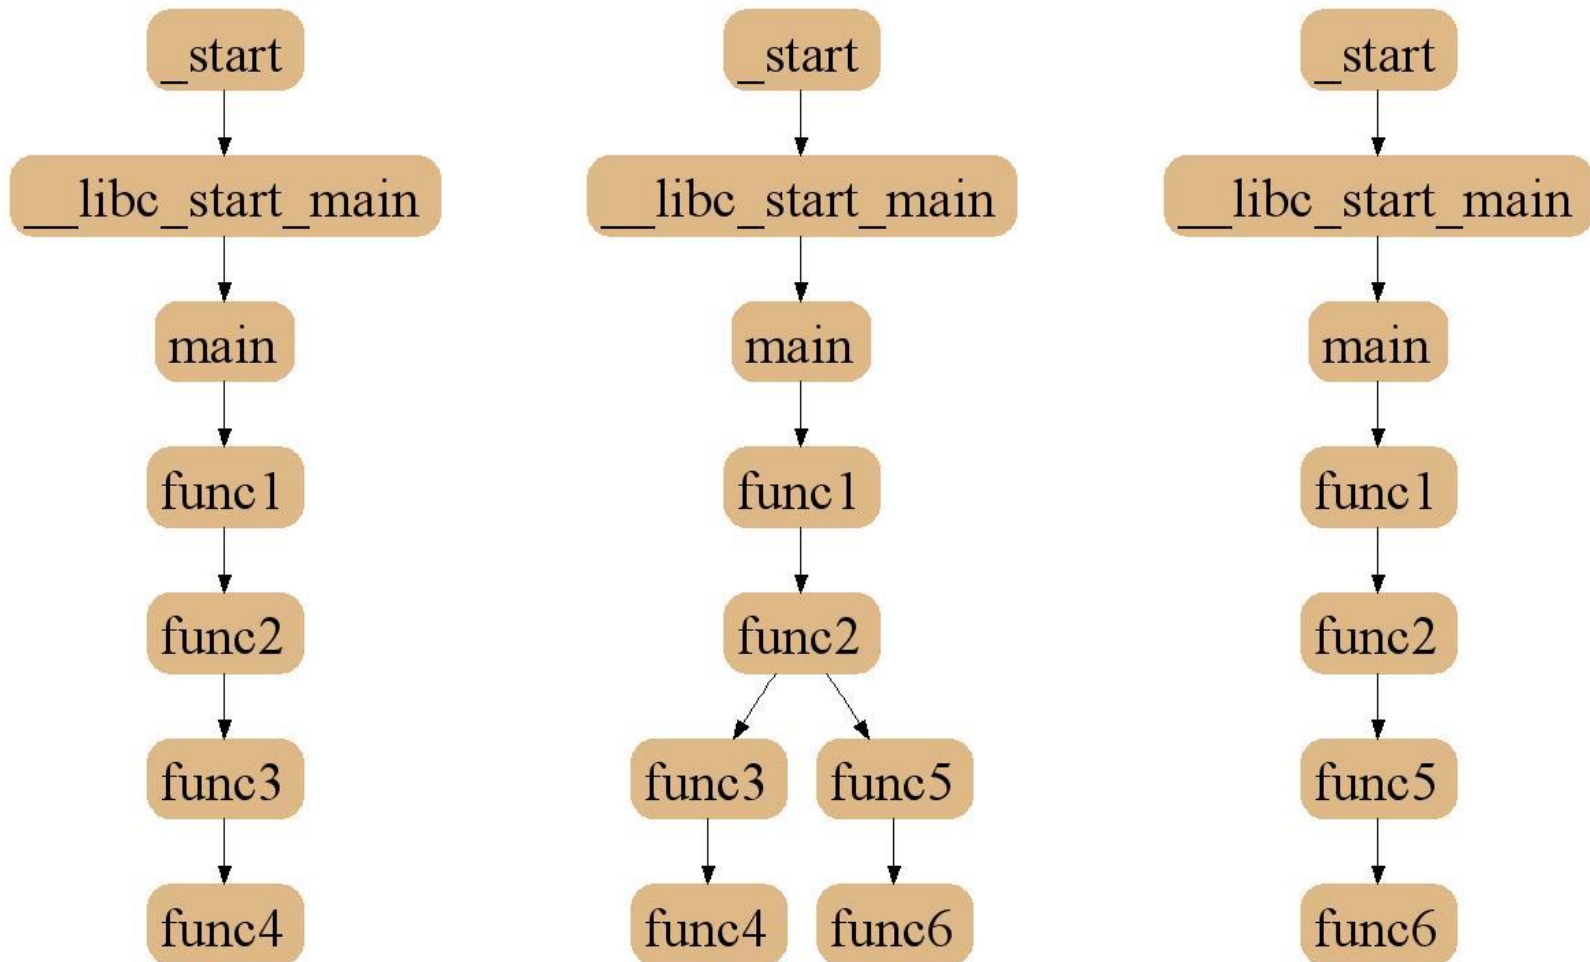 _start
__libc_start_main
main
func1
func2
func3
func4
_start
__libc_start_main
main
func1
func2
func3
func5
func4
func6
_start
__libc_start_main
main
func1
func2
func5
func6